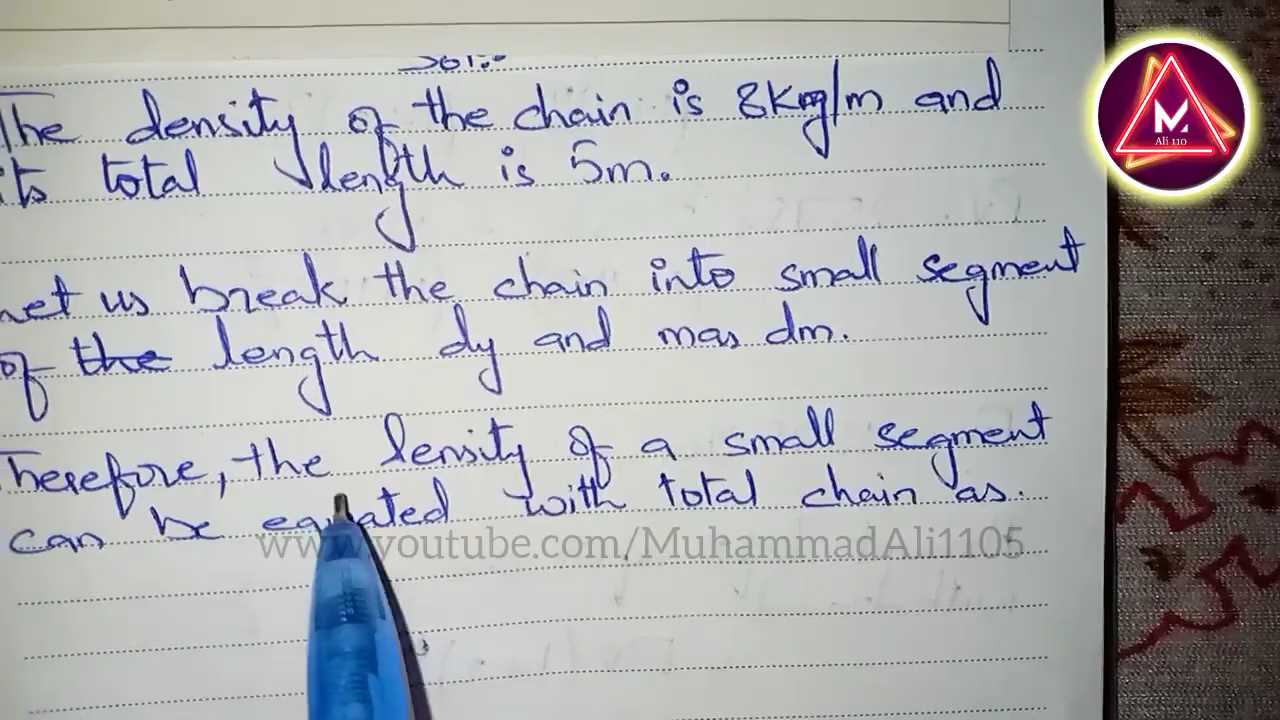 Sol:-
The density of the chain is 8Kg/m and
its total length is 5m.
Let us break the chain into small segment
of the length dy and mas dm.
Therefore, the density of a small segment
can be equated with total chain as.
www.youtube.com/MuhammadAli1105
M
Ali 110